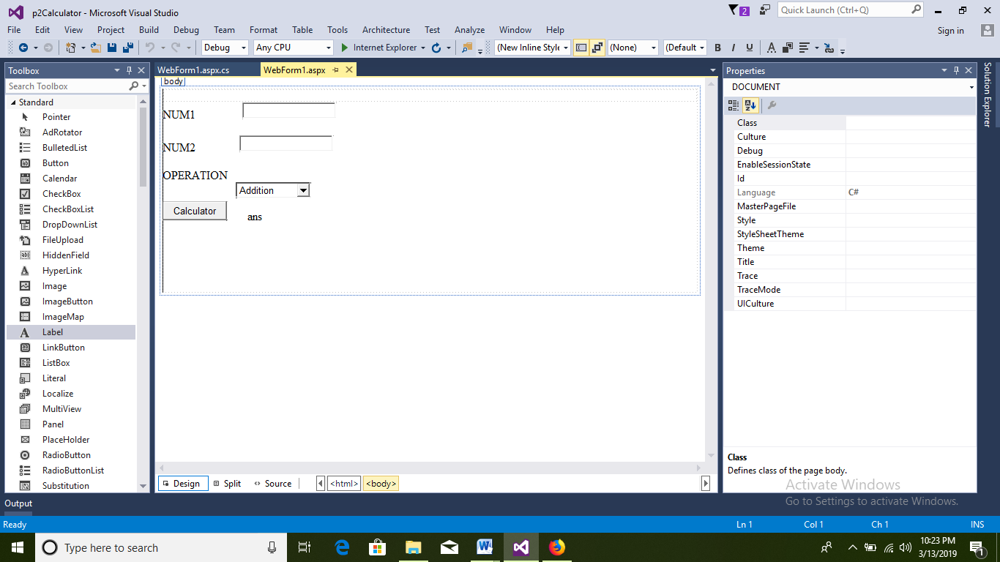 p2Calculator - Microsoft Visual Studio
2
Quick Launch (Ctrl+Q)
File Edit View Project Build Debug Team Format Table Tools Architecture Test Analyze Window Help
Sign in
Debug Any CPU Internet Explorer (New Inline Style (None) (Default B I U A
Toolbox
Search Toolbox
Standard
Pointer
AdRotator
BulletedList
Button
Calendar
CheckBox
CheckBoxList
DropDownList
FileUpload
HiddenField
HyperLink
Image
ImageButton
ImageMap
Label
LinkButton
ListBox
Literal
Localize
MultiView
Panel
PlaceHolder
RadioButton
RadioButtonList
Substitution
WebForm1.aspx.cs WebForm1.aspx
body
NUM1
NUM2
OPERATION
Addition
Calculator
ans
Design Split Source <html> <body>
Properties
DOCUMENT
Class
Culture
Debug
EnableSessionState
Id
Language C#
MasterPageFile
Style
StyleSheetTheme
Theme
Title
Trace
TraceMode
UICulture
Class
Defines class of the page body.
Activate Windows
Go to Settings to activate Windows.
Solution Explorer
Output
Ready Ln 1 Col 1 Ch 1 INS
Type here to search
10:23 PM
3/13/2019
1